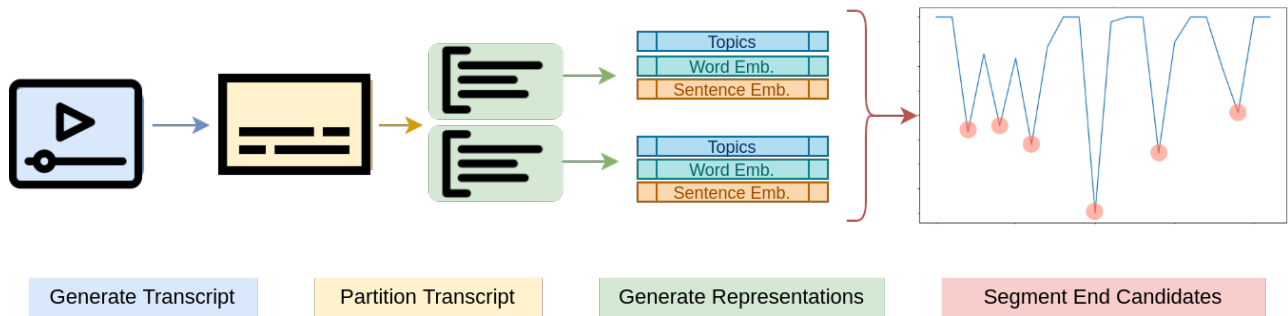 Topics
Word Emb.
Sentence Emb.
Topics
Word Emb.
Sentence Emb.
Generate Transcript
Partition Transcript
Generate Representations
Segment End Candidates